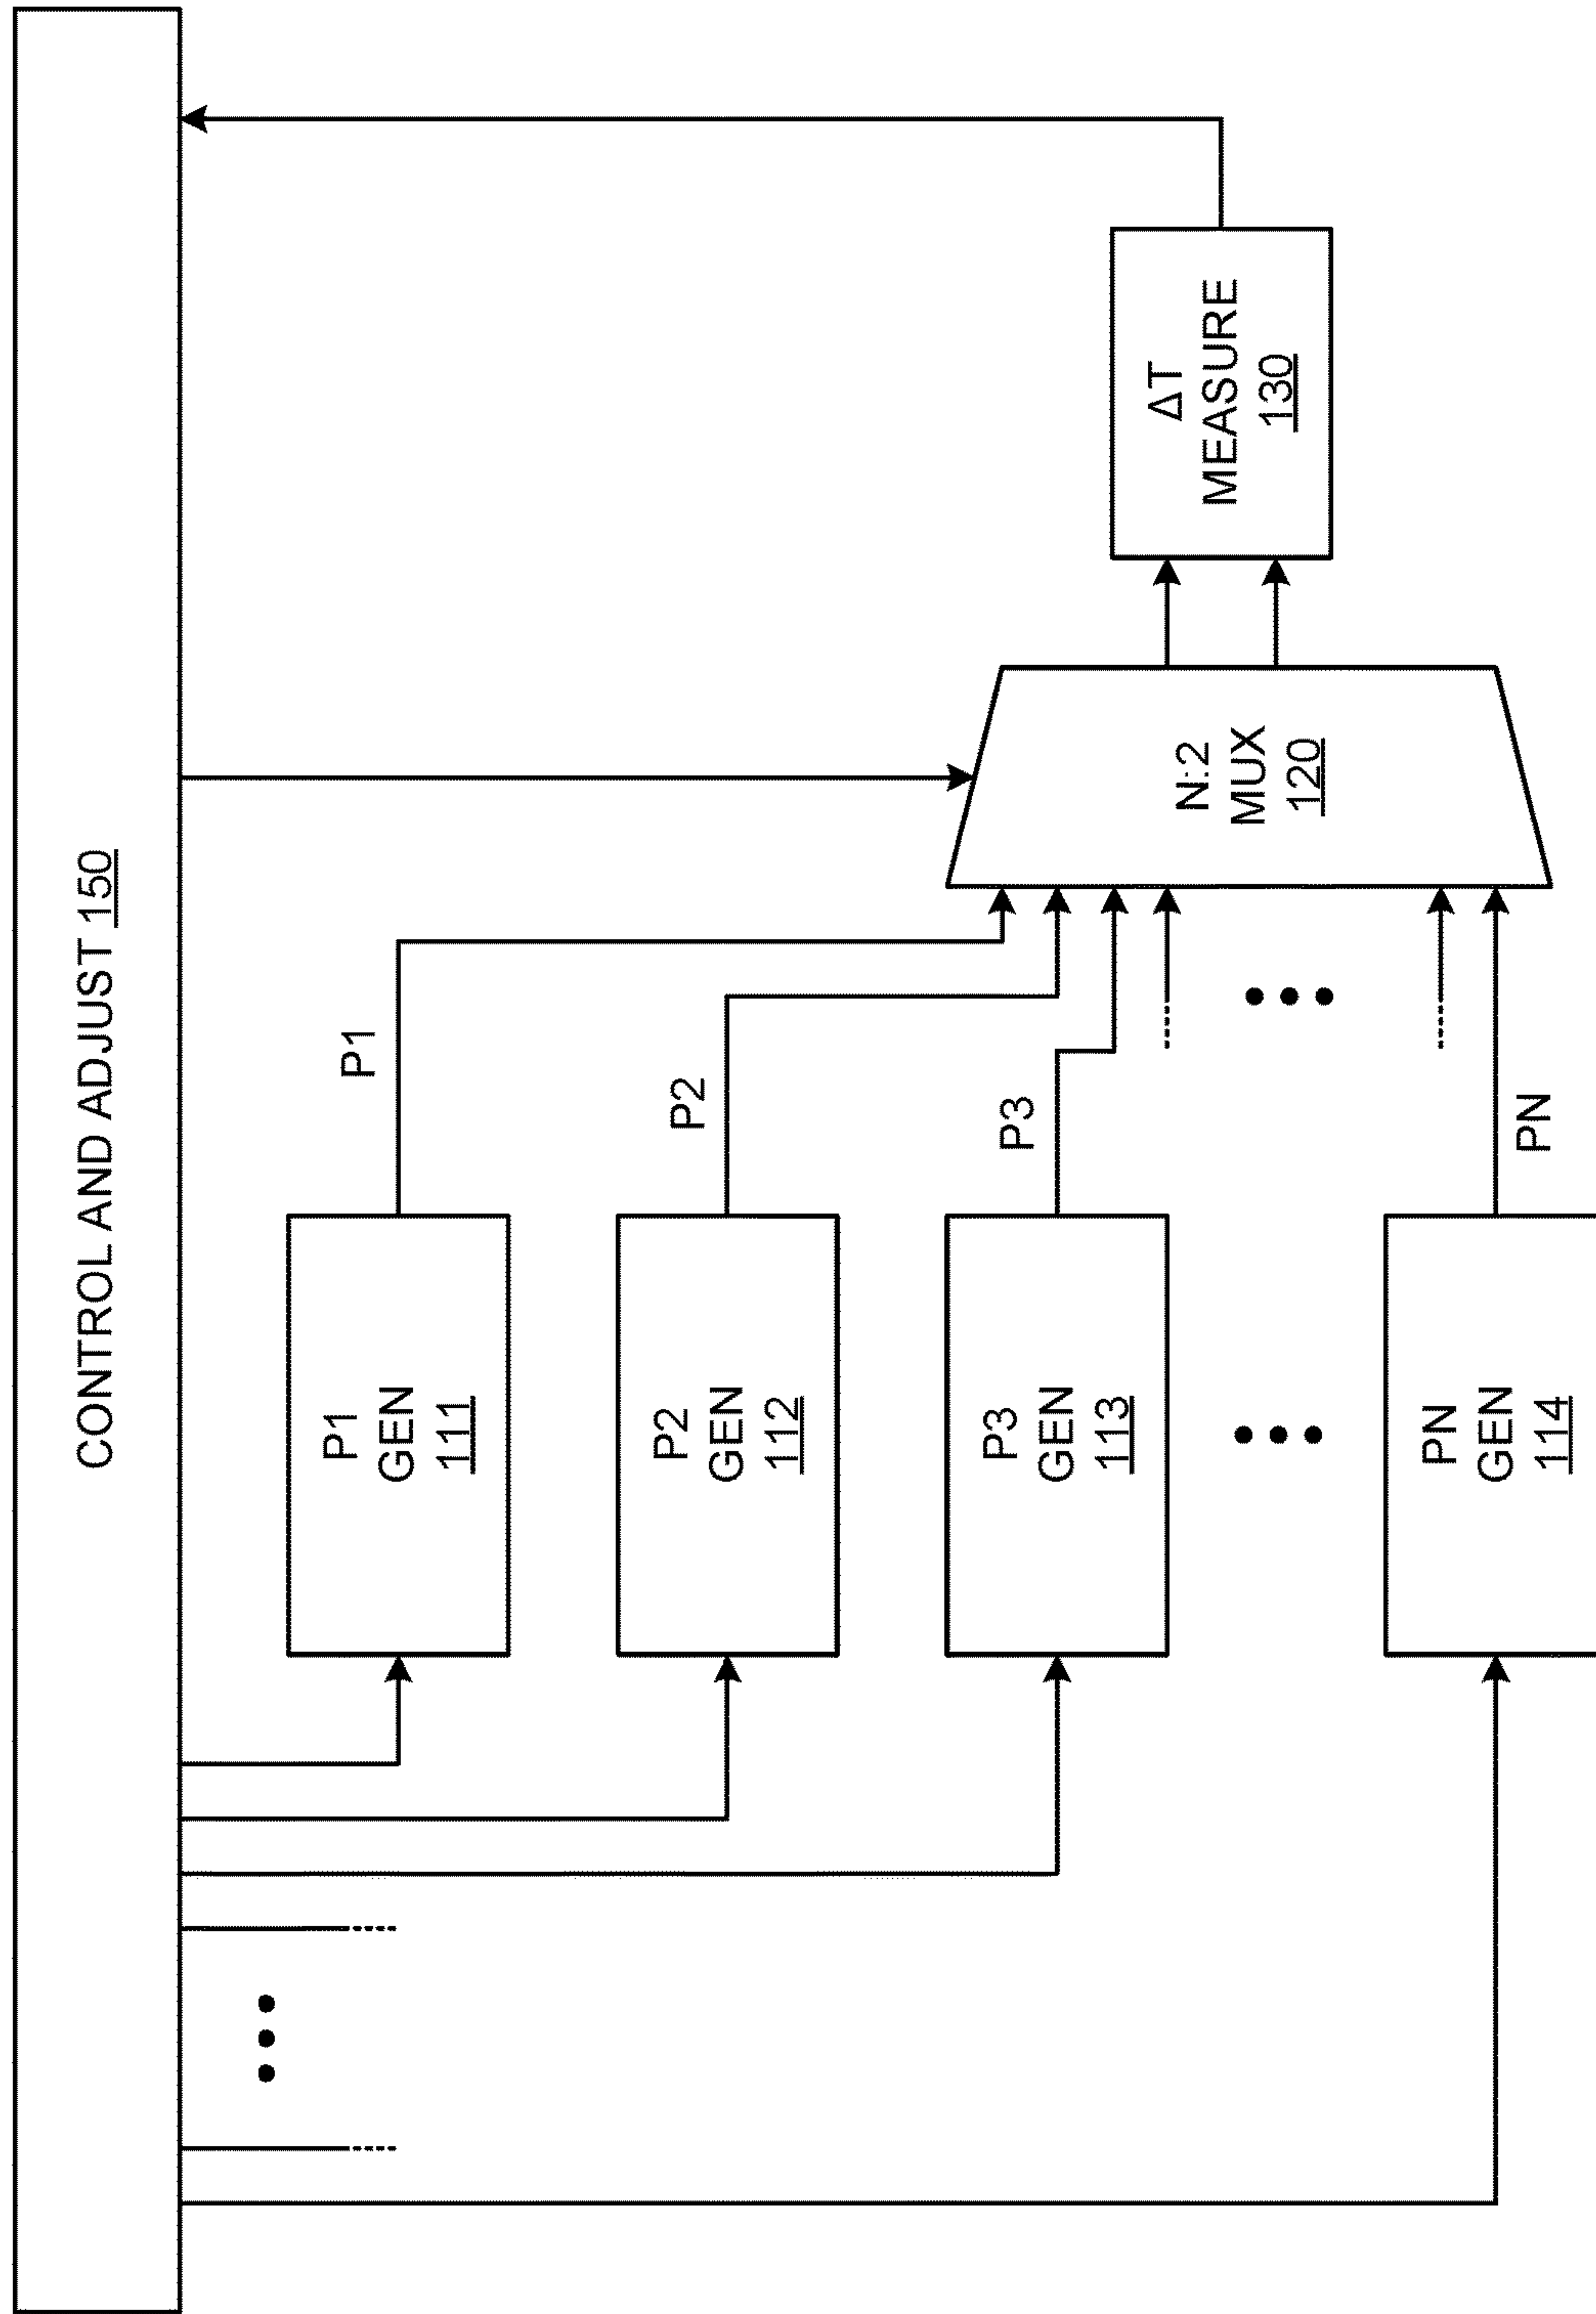 CONTROL AND ADJUST 150
P1
GEN
111
P1
P2
GEN
112
P2
P3
GEN
113
P3
PN
GEN
114
PN
N:2
MUX
120
ΔT
MEASURE
130